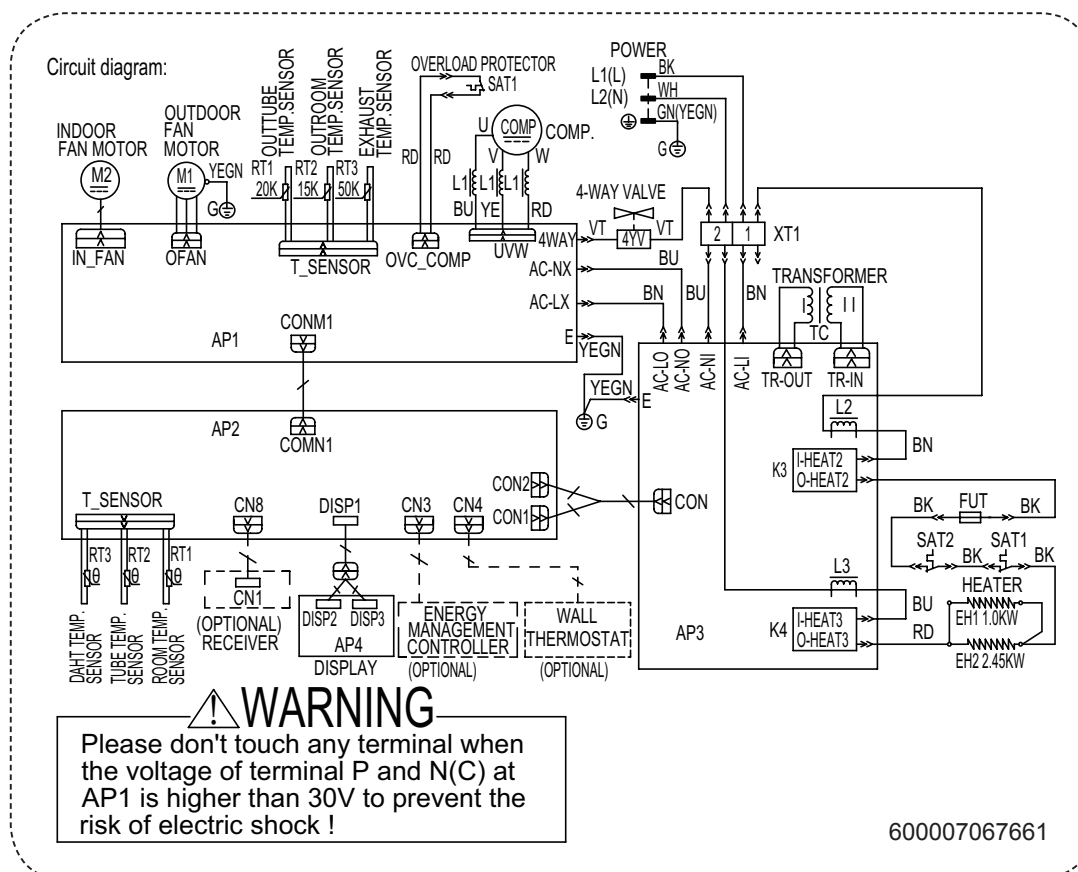 Circuit diagram:
INDOOR
FAN MOTOR
M2
IN_FAN
OUTDOOR
FAN
MOTOR
M1
YEGN
G
OFAN
OUTTUBE
TEMP.SENSOR
OUTROOM
TEMP.SENSOR
EXHAUST
TEMP.SENSOR
RT1
20K
RT2
15K
RT3
50K
T_SENSOR
OVERLOAD PROTECTOR
SAT1
RD
RD
OVC_COMP
COMP
COMP.
U
V
W
L1
L1
L1
BU
YE
RD
UVW
POWER
L1(L)
BK
L2(N)
WH
GN(YEGN)
G
4-WAY VALVE
4WAY
VT
4YV
VT
2
1
XT1
AC-NX
BU
AC-LX
BN
BU
BN
E
YEGN
AP1
CONM1
TRANSFORMER
I
I I
TC
TR-OUT
TR-IN
AC-LO
AC-NO
AC-NI
AC-LI
YEGN
E
G
AP2
COMN1
CON2
CON1
CON
L2
BN
K3
I-HEAT2
O-HEAT2
BK
FUT
BK
SAT2
SAT1
BK
BK
L3
BU
HEATER
EH1 1.0KW
K4
I-HEAT3
O-HEAT3
RD
EH2 2.45KW
AP3
T_SENSOR
RT3
θ
RT2
θ
RT1
θ
DAHT TEMP.
SENSOR
TUBE TEMP.
SENSOR
ROOM TEMP.
SENSOR
CN8
CN1
(OPTIONAL)
RECEIVER
DISP1
DISP2
DISP3
AP4
DISPLAY
CN3
ENERGY
MANAGEMENT
CONTROLLER
(OPTIONAL)
CN4
WALL
THERMOSTAT
(OPTIONAL)
! WARNING
Please don't touch any terminal when
the voltage of terminal P and N(C) at
AP1 is higher than 30V to prevent the
risk of electric shock !
600007067661